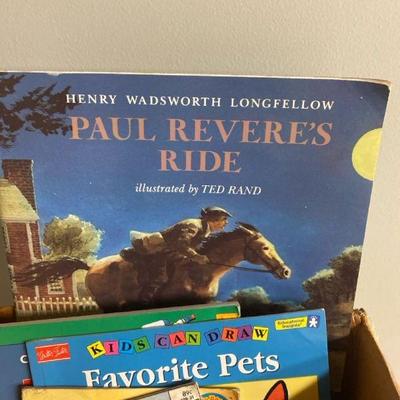 HENRY WADSWORTH LONGFELLOW
PAUL REVERE'S
RIDE
illustrated by TED RAND
KIDS CAN DRAW
Favorite Pets